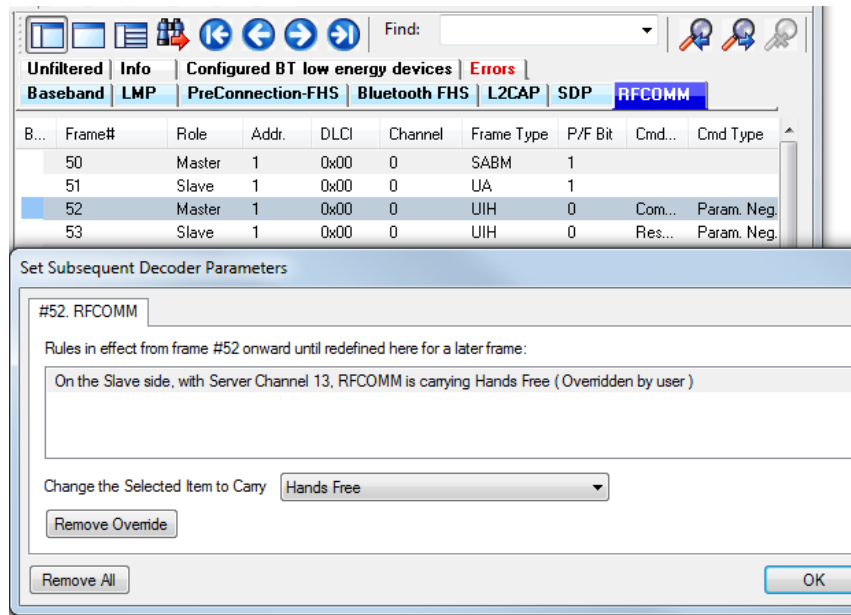 Find:
Unfiltered Info Configured BT low energy devices Errors
Baseband LMP PreConnection-FHS Bluetooth FHS L2CAP SDP RFCOMM
B... Frame# Role Addr. DLCI Channel Frame Type P/F Bit Cmd... Cmd Type
50 Master 1 0x00 0 SABM 1
51 Slave 1 0x00 0 UA 1
52 Master 1 0x00 0 UIH 0 Com... Param. Neg.
53 Slave 1 0x00 0 UIH 0 Res... Param. Neg.
Set Subsequent Decoder Parameters
#52. RFCOMM
Rules in effect from frame #52 onward until redefined here for a later frame:
On the Slave side, with Server Channel 13, RFCOMM is carrying Hands Free ( Overridden by user )
Change the Selected Item to Carry Hands Free
Remove Override
Remove All OK